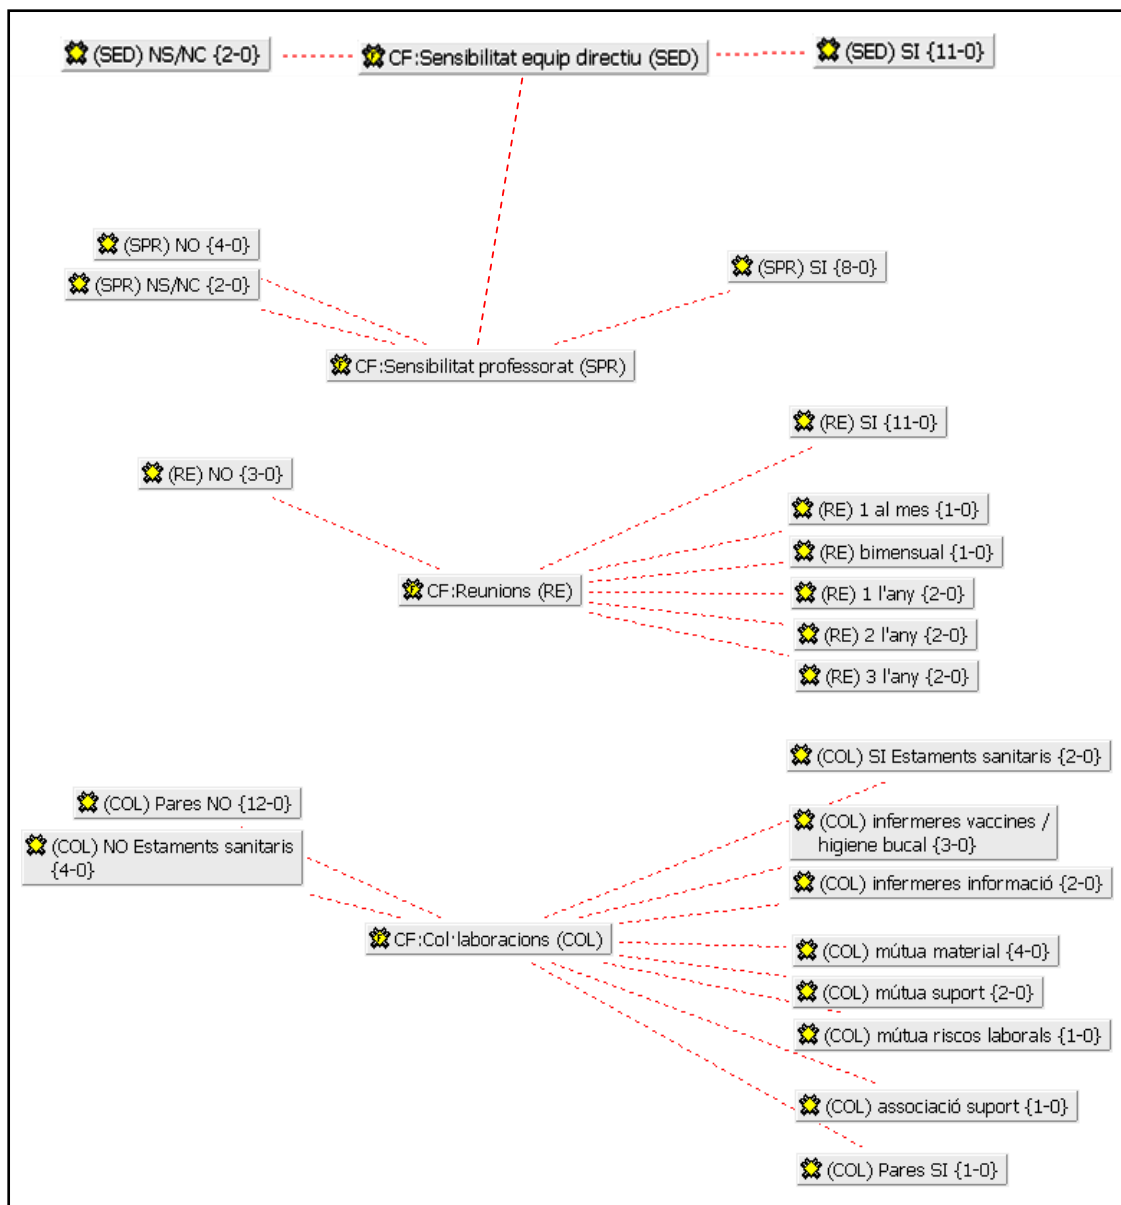 (SED) NS/NC {2-0}
CF:Sensibilitat equip directiu (SED)
(SED) SI {11-0}
(SPR) NO {4-0}
(SPR) NS/NC {2-0}
(SPR) SI {8-0}
CF:Sensibilitat professorat (SPR)
(RE) SI {11-0}
(RE) NO {3-0}
(RE) 1 al mes {1-0}
(RE) bimensual {1-0}
CF:Reunions (RE)
(RE) 1 l'any {2-0}
(RE) 2 l'any {2-0}
(RE) 3 l'any {2-0}
(COL) SI Estaments sanitaris {2-0}
(COL) Pares NO {12-0}
(COL) NO Estaments sanitaris
{4-0}
(COL) infermeres vaccines /
higiene bucal {3-0}
(COL) infermeres informació {2-0}
CF:Col·laboracions (COL)
(COL) mútua material {4-0}
(COL) mútua suport {2-0}
(COL) mútua riscos laborals {1-0}
(COL) associació suport {1-0}
(COL) Pares SI {1-0}